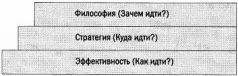 Философия (Зачем идти?)
Стратегия (Куда идти?)
Эффективность (Как идти?)